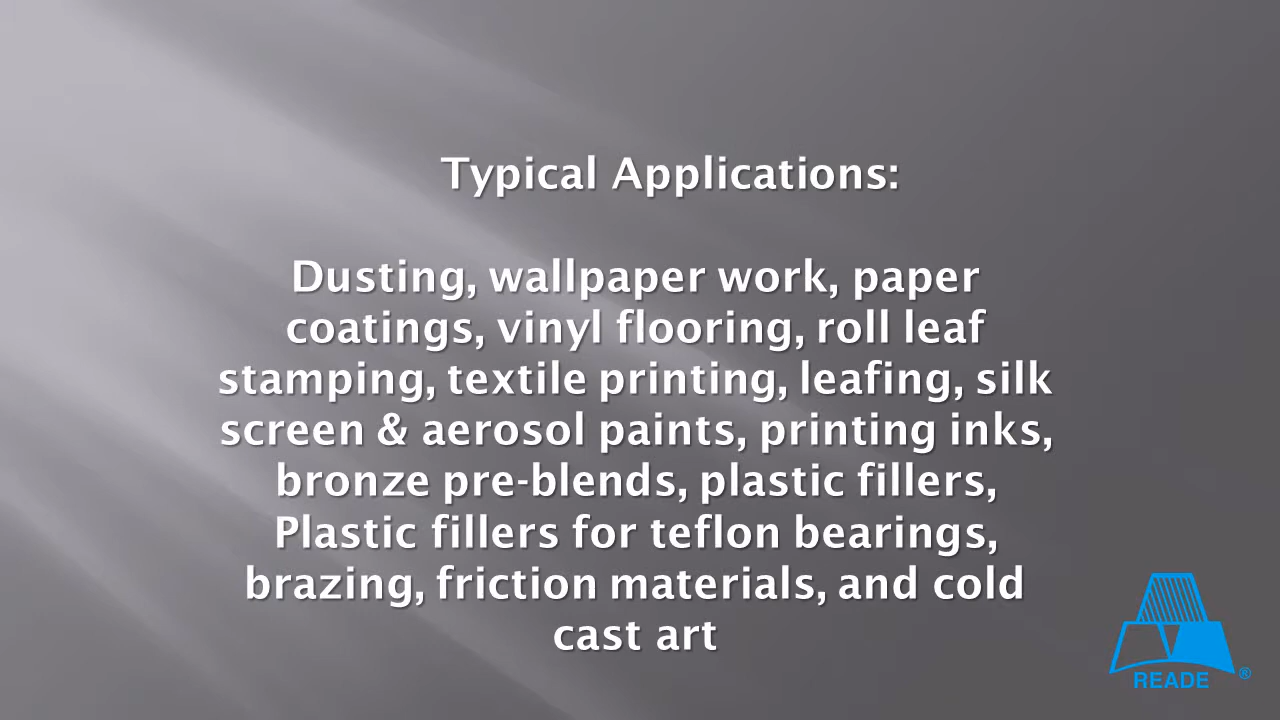 Typical Applications:
Dusting, wallpaper work, paper
coatings, vinyl flooring, roll leaf
stamping, textile printing, leafing, silk
screen & aerosol paints, printing inks,
bronze pre-blends, plastic fillers,
Plastic fillers for teflon bearings,
brazing, friction materials, and cold
cast art
READE ®